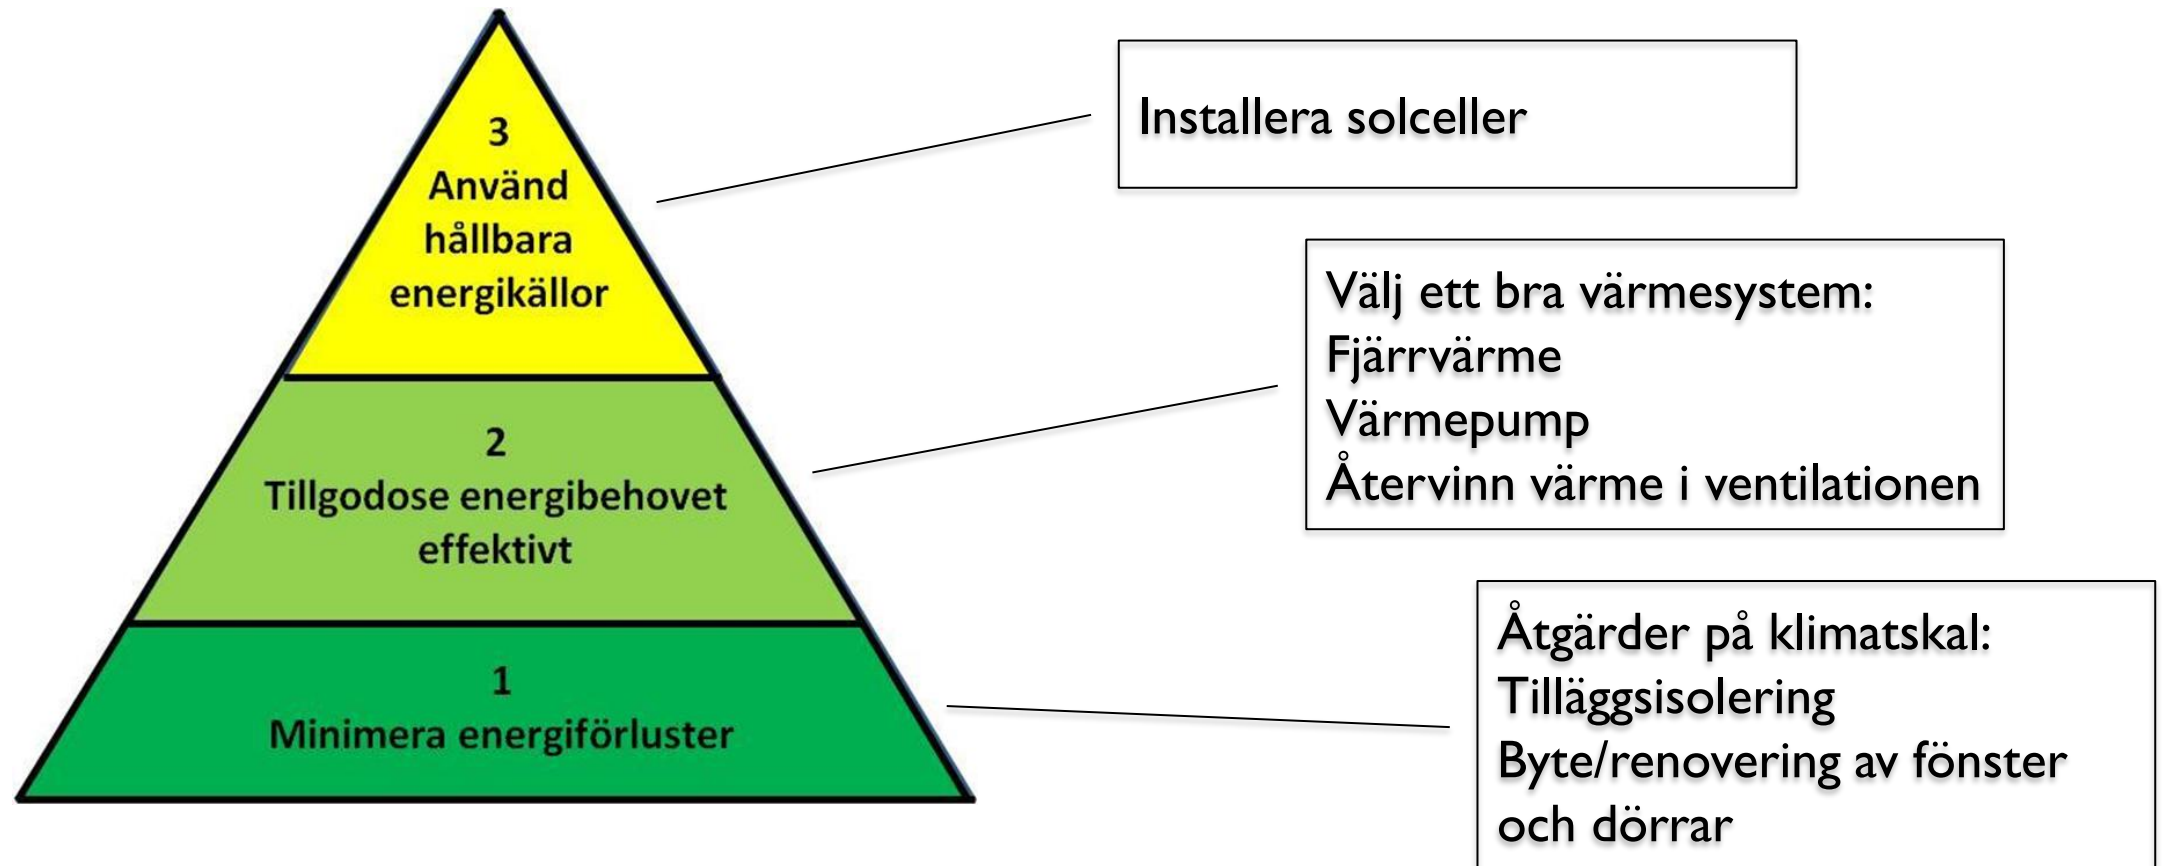 3
Använd
hållbara
energikällor
2
Tillgodose energibehovet
effektivt
1
Minimera energiförluster
Installera solceller
Välj ett bra värmesystem:
Fjärrvärme
Värmepump
Återvinn värme i ventilationen
Åtgärder på klimatskal:
Tilläggsisolering
Byte/renovering av fönster
och dörrar